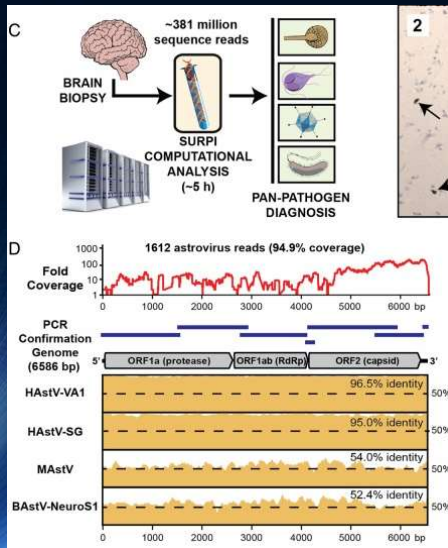 C
~381 million
sequence reads
BRAIN
BIOPSY
SURPI
COMPUTATIONAL
ANALYSIS
(~5 h)
PAN-PATHOGEN
DIAGNOSIS
2
D
1612 astrovirus reads (94.9% coverage)
Fold
Coverage
1000
100
10
1
0 1000 2000 3000 4000 5000 6000 bp
PCR
Confirmation
Genome
(6586 bp)
5' ORF1a (protease) ORF1ab (RdRp) ORF2 (capsid) 3'
HAstV-VA1 96.5% identity 50%
HAstV-SG 95.0% identity 50%
MAstV 54.0% identity 50%
BAstV-NeuroS1 52.4% identity 50%
0 1000 2000 3000 4000 5000 6000 bp